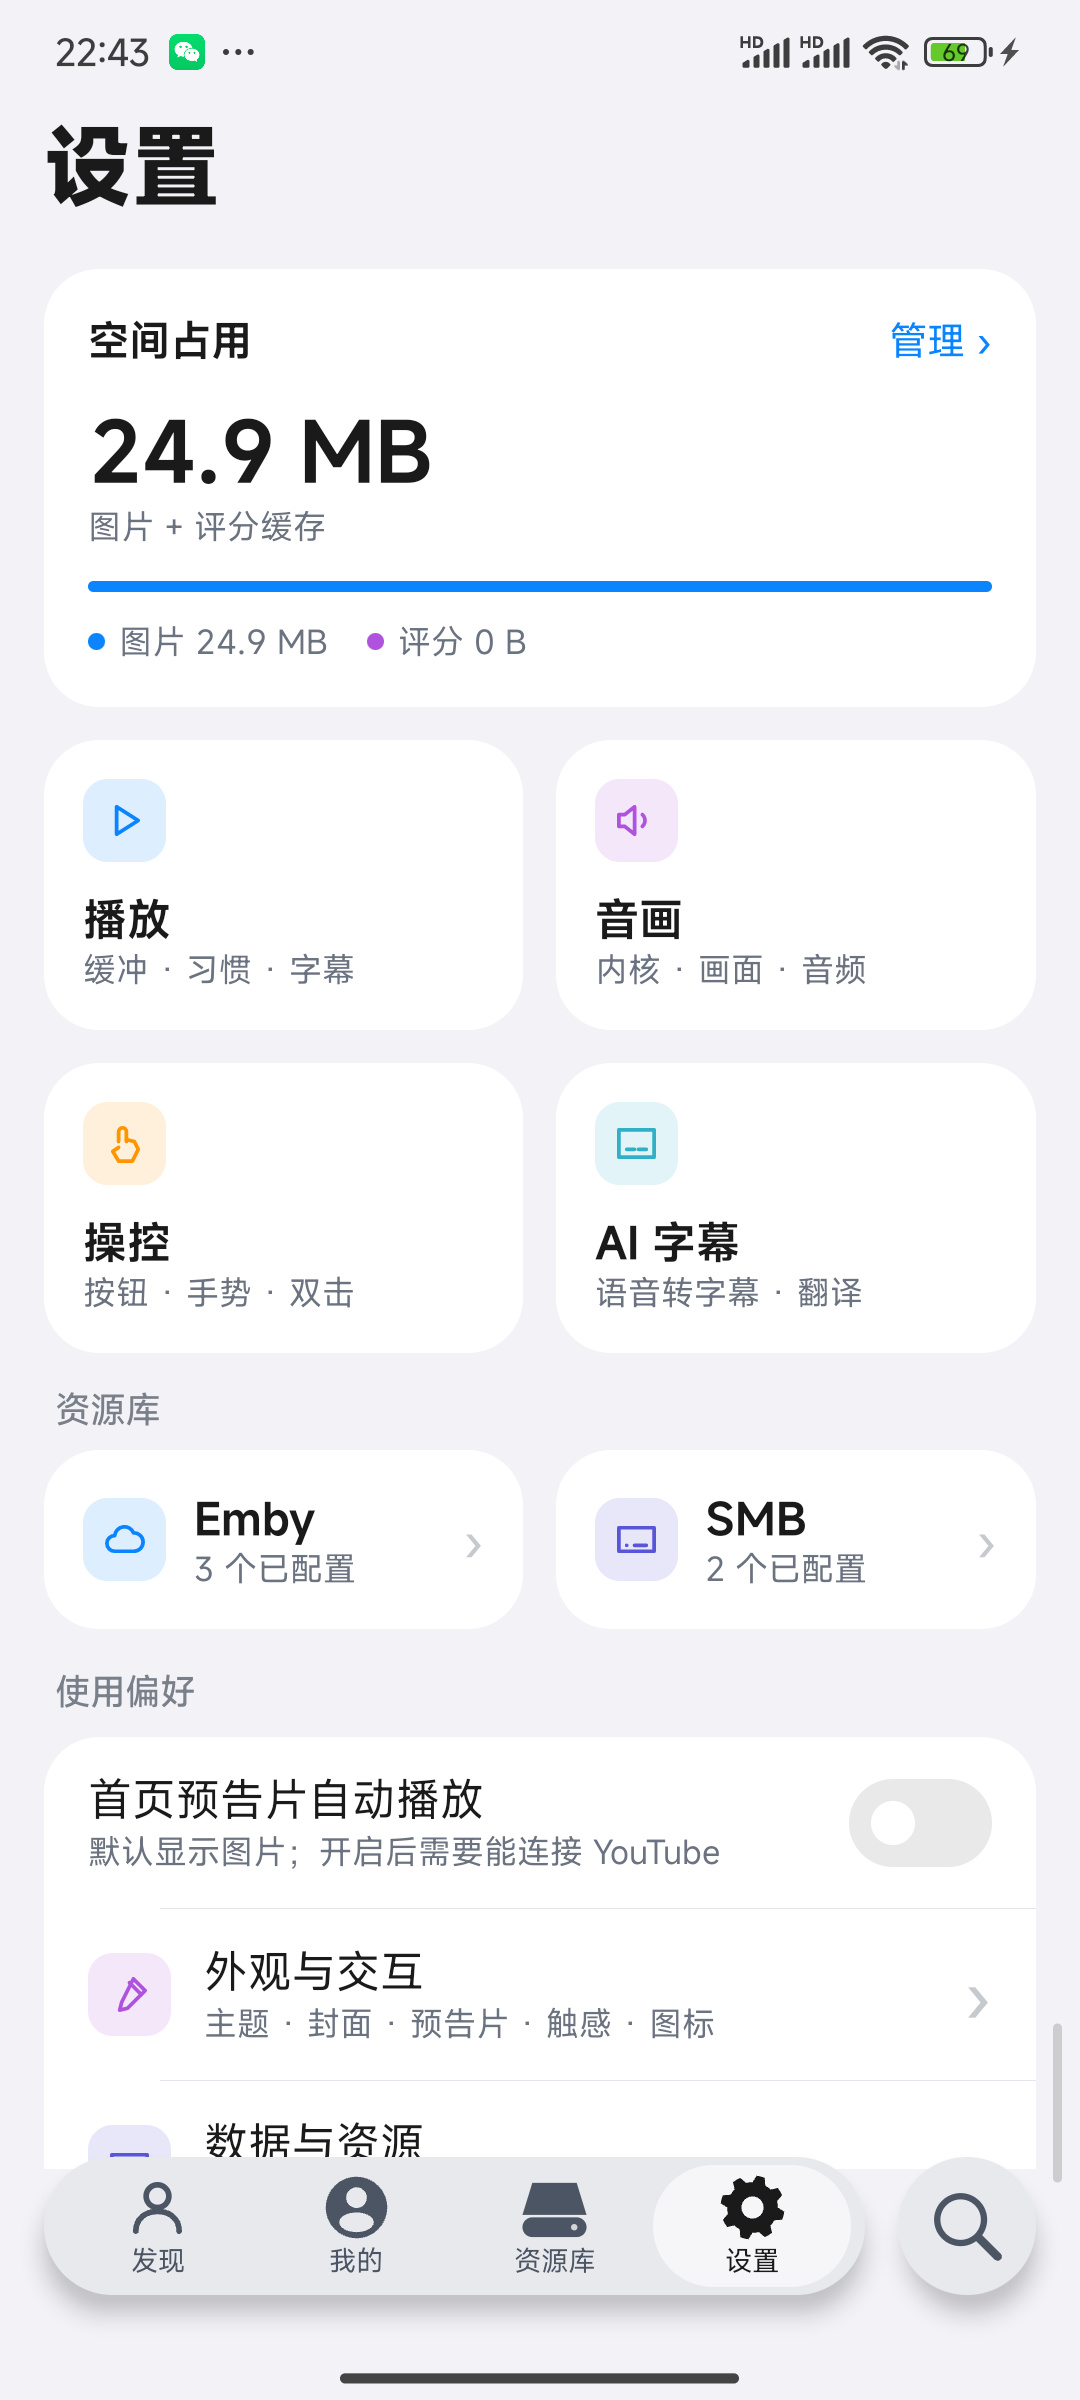 22:43
HD HD 69
设置
空间占用
管理 ›
24.9 MB
图片 + 评分缓存
图片 24.9 MB
评分 0 B
播放
缓冲 · 习惯 · 字幕
音画
内核 · 画面 · 音频
操控
按钮 · 手势 · 双击
AI 字幕
语音转字幕 · 翻译
资源库
Emby
3 个已配置
SMB
2 个已配置
使用偏好
首页预告片自动播放
默认显示图片；开启后需要能连接 YouTube
外观与交互
主题 · 封面 · 预告片 · 触感 · 图标
数据与资源
发现
我的
资源库
设置